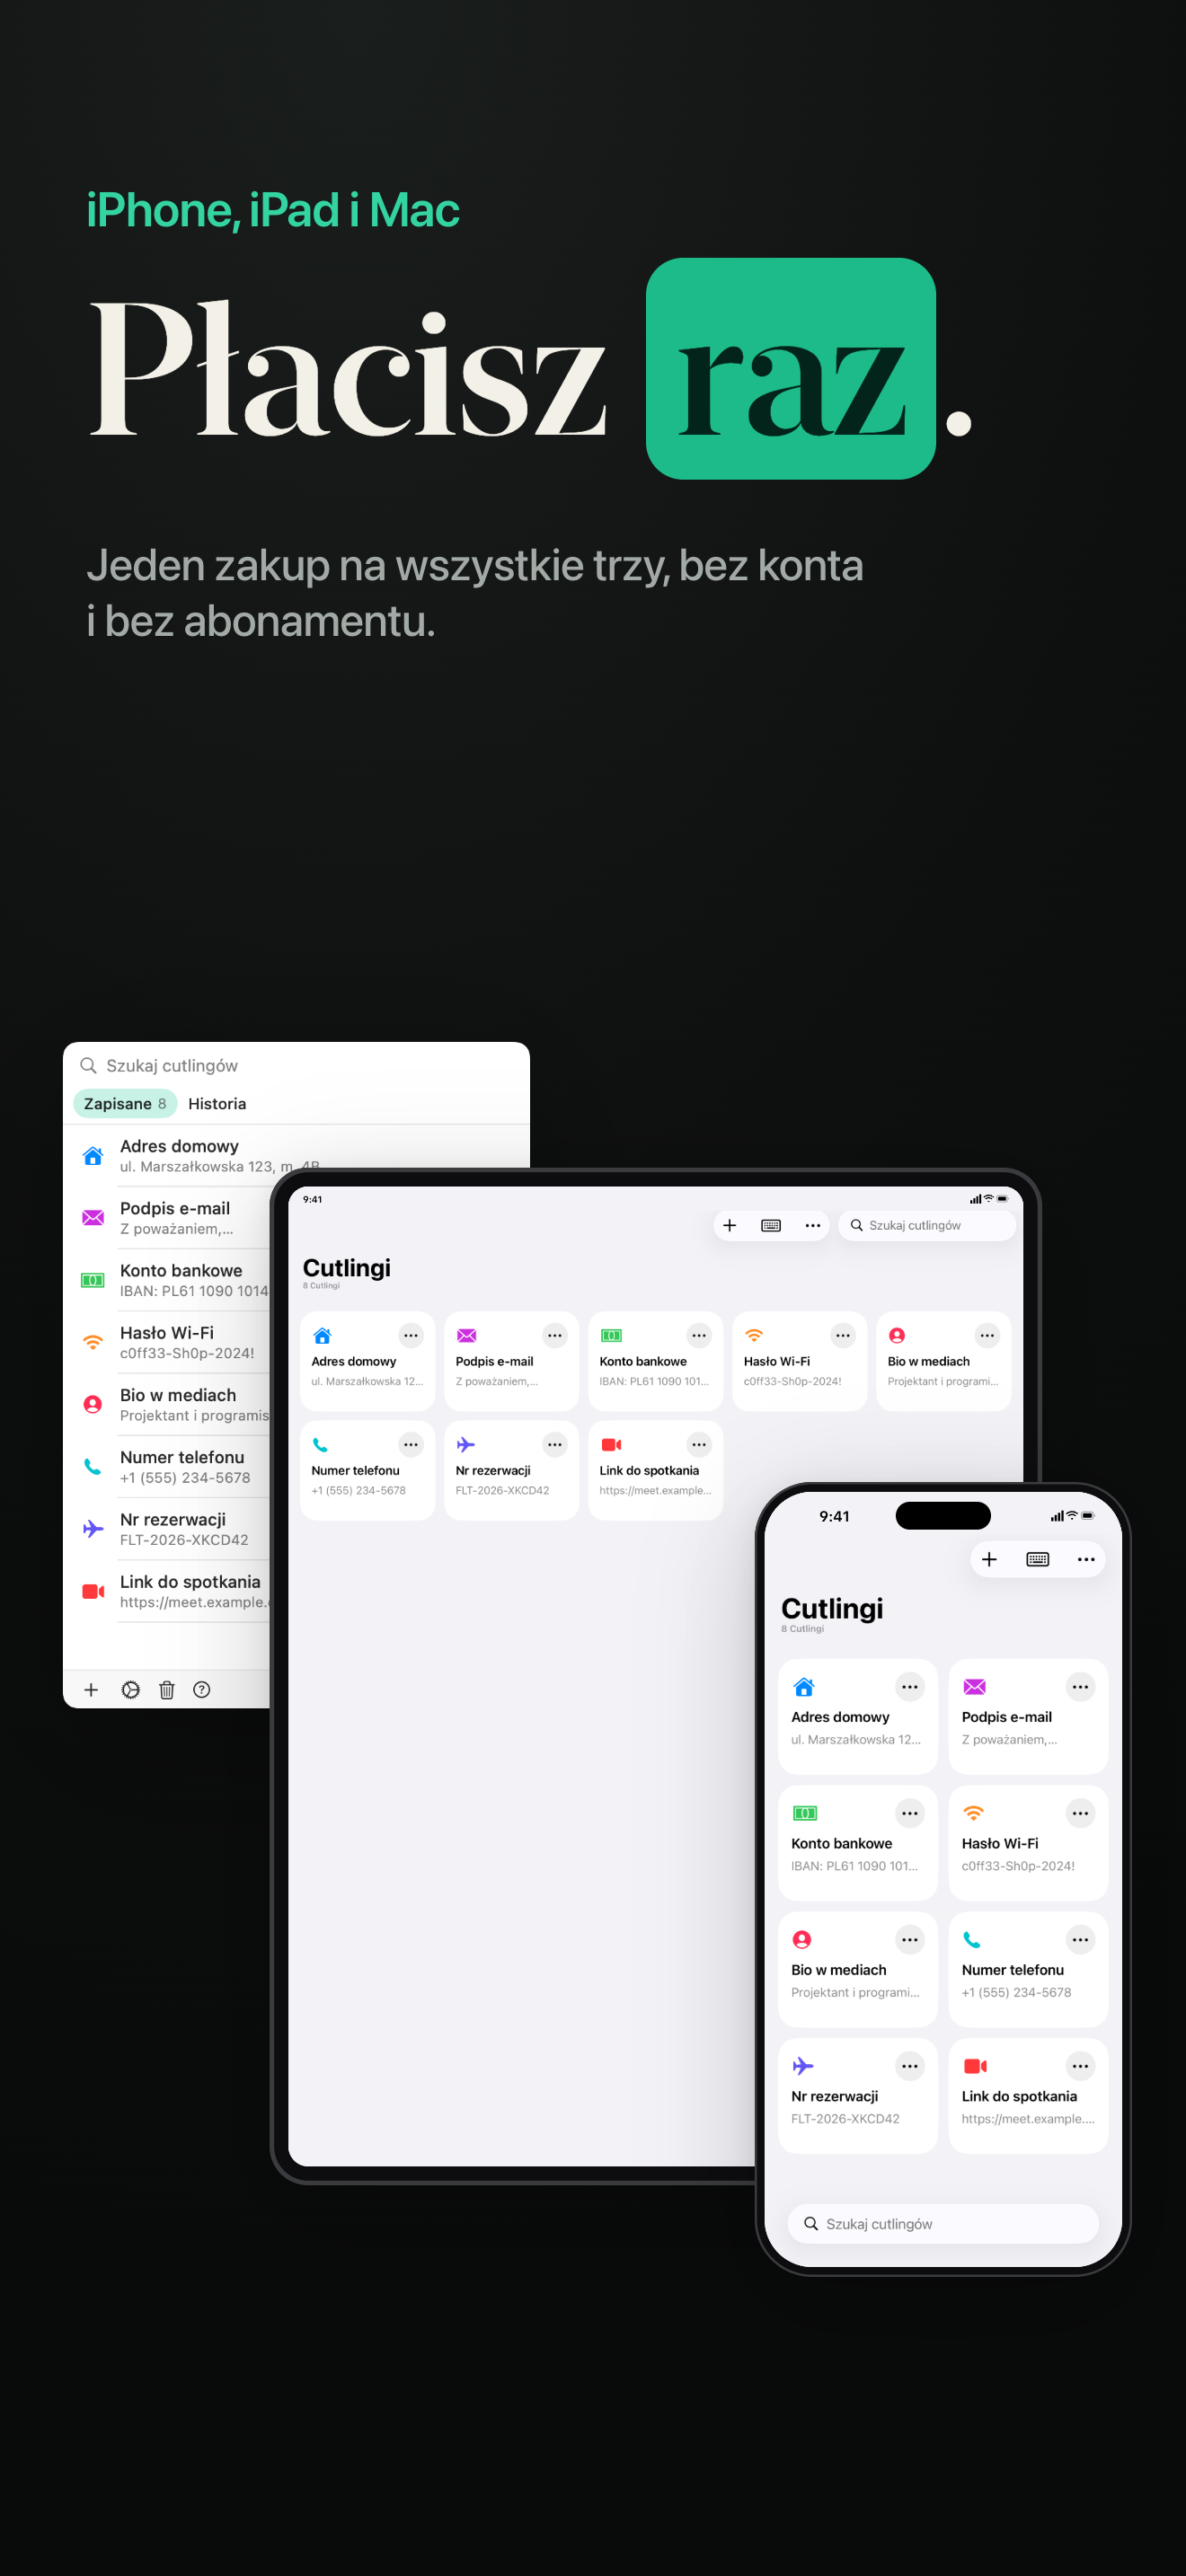 iPhone, iPad i Mac
Płacisz raz.
Jeden zakup na wszystkie trzy, bez konta
i bez abonamentu.
Szukaj cutlingów
Zapisane 8 Historia
Adres domowy
ul. Marszałkowska 123, m. 4B
Podpis e-mail
Z poważaniem,...
Konto bankowe
IBAN: PL61 1090 1014
Hasło Wi-Fi
c0ff33-Sh0p-2024!
Bio w mediach
Projektant i programis
Numer telefonu
+1 (555) 234-5678
Nr rezerwacji
FLT-2026-XKCD42
Link do spotkania
https://meet.example.
9:41
Szukaj cutlingów
Cutlingi
8 Cutlingi
Adres domowy Podpis e-mail Konto bankowe Hasło Wi-Fi Bio w mediach
ul. Marszałkowska 12... Z poważaniem,... IBAN: PL61 1090 101... c0ff33-Sh0p-2024! Projektant i programi...
Numer telefonu Nr rezerwacji Link do spotkania
+1 (555) 234-5678 FLT-2026-XKCD42 https://meet.example...
9:41
Cutlingi
8 Cutlingi
Adres domowy Podpis e-mail
ul. Marszałkowska 12... Z poważaniem,...
Konto bankowe Hasło Wi-Fi
IBAN: PL61 1090 101... c0ff33-Sh0p-2024!
Bio w mediach Numer telefonu
Projektant i programi... +1 (555) 234-5678
Nr rezerwacji Link do spotkania
FLT-2026-XKCD42 https://meet.example....
Szukaj cutlingów